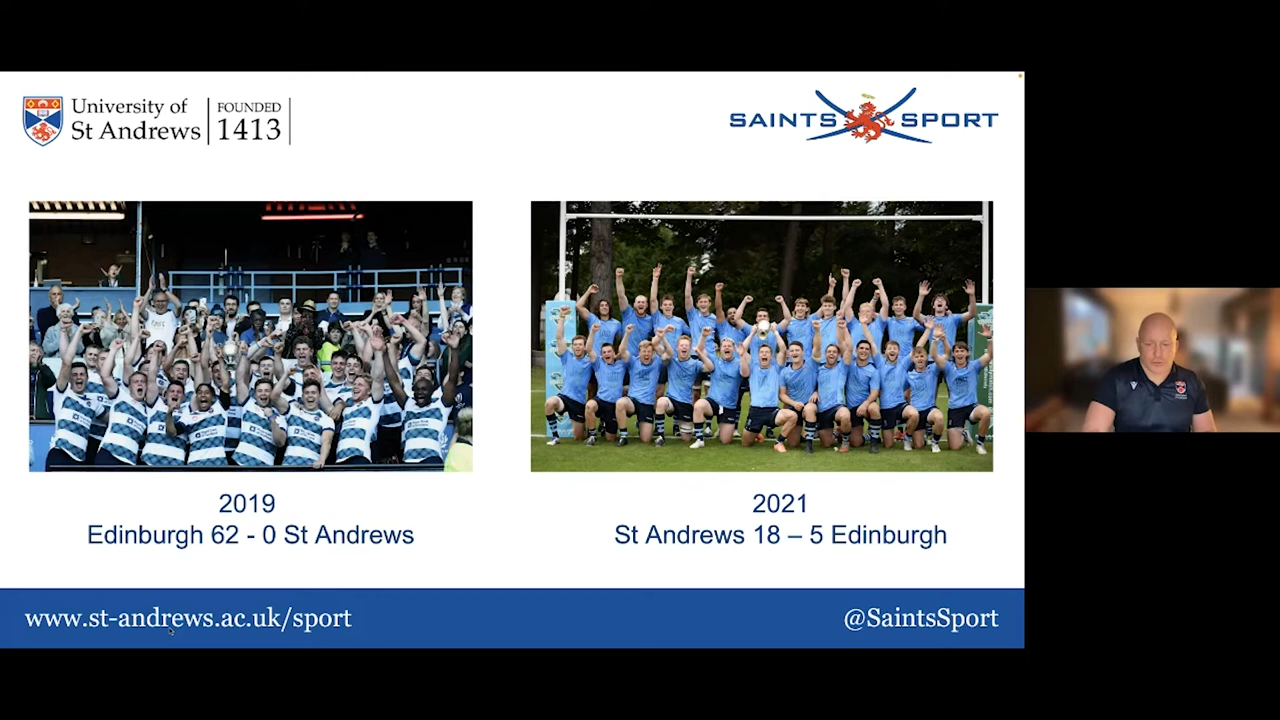 University of
St Andrews
FOUNDED
1413
SAINTS SPORT
2019
Edinburgh 62 - 0 St Andrews
2021
St Andrews 18 – 5 Edinburgh
www.st-andrews.ac.uk/sport
@SaintsSport